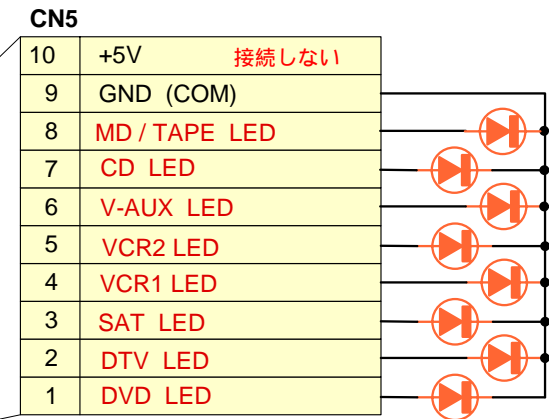 CN5
10 +5V 接続しない
9 GND (COM)
8 MD / TAPE LED
7 CD LED
6 V-AUX LED
5 VCR2 LED
4 VCR1 LED
3 SAT LED
2 DTV LED
1 DVD LED